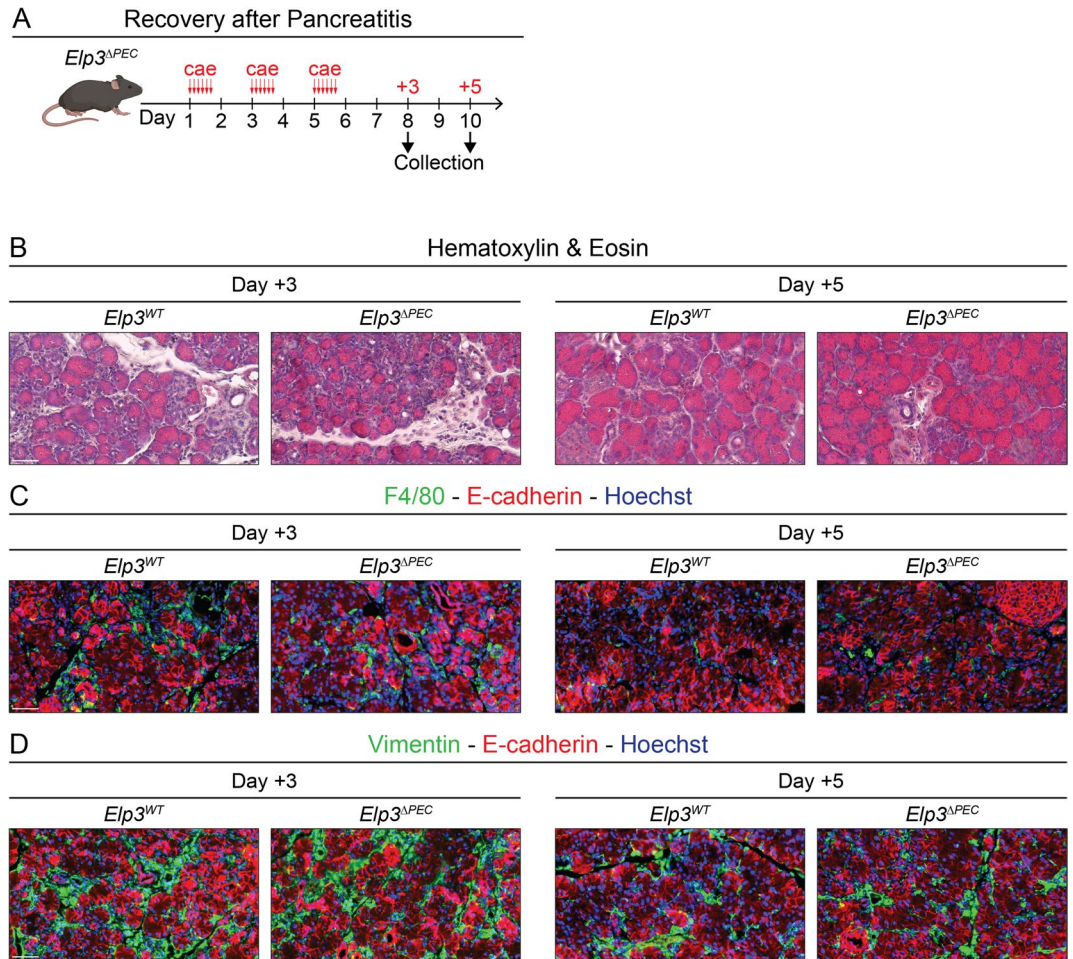 A Recovery after Pancreatitis
Elp3ΔPEC
cae cae cae +3 +5
Day 1 2 3 4 5 6 7 8 9 10
Collection
B Hematoxylin & Eosin
Day +3 Day +5
Elp3WT Elp3ΔPEC Elp3WT Elp3ΔPEC
C F4/80 - E-cadherin - Hoechst
Day +3 Day +5
Elp3WT Elp3ΔPEC Elp3WT Elp3ΔPEC
D Vimentin - E-cadherin - Hoechst
Day +3 Day +5
Elp3WT Elp3ΔPEC Elp3WT Elp3ΔPEC